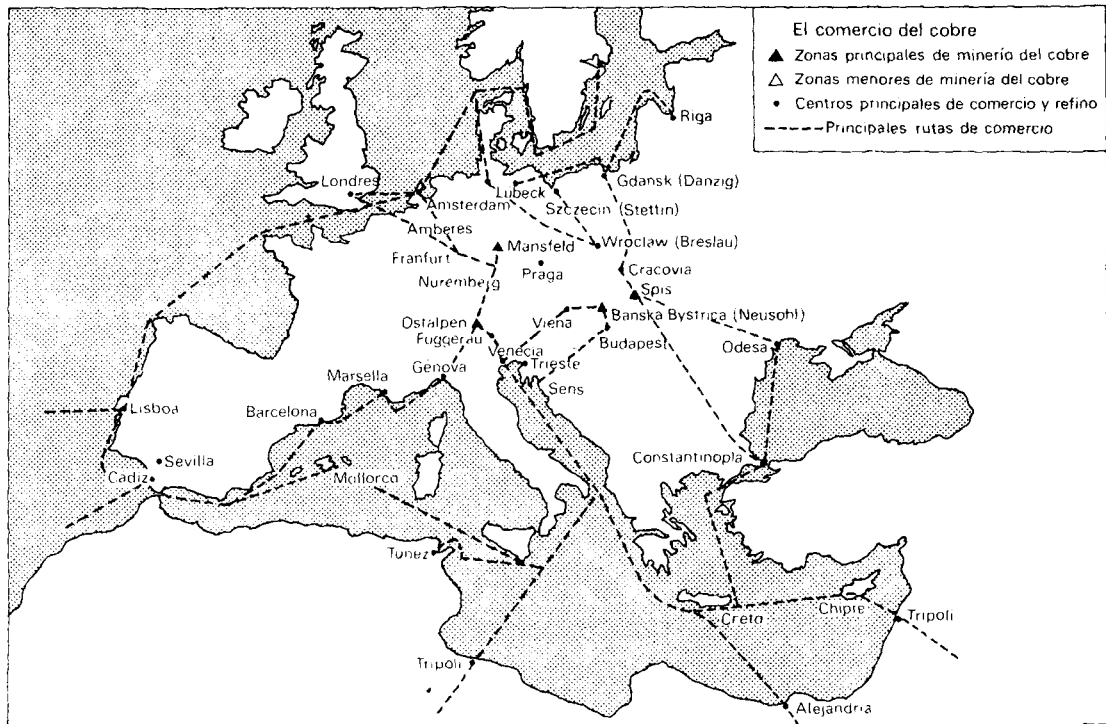 El comercio del cobre
Zonas principales de minería del cobre
Zonas menores de minería del cobre
Centros principales de comercio y refino
Principales rutas de comercio
Riga
Londres
Amsterdam
Lubeck
Gdansk (Danzig)
Szczecin (Stettin)
Amberes
Mansfeld
Wroclaw (Breslau)
Franfurt
Praga
Cracovia
Nuremberg
Spis
Ostalpen
Viena
Banska Bystrica (Neusohl)
Fuggerau
Budapest
Odesa
Venecia
Trieste
Genova
Sens
Marsella
Lisboa
Barcelona
Sevilla
Constantinopla
Cadiz
Mallorca
Tunez
Creta
Chipre
Tripoli
Tripoli
Alejandria